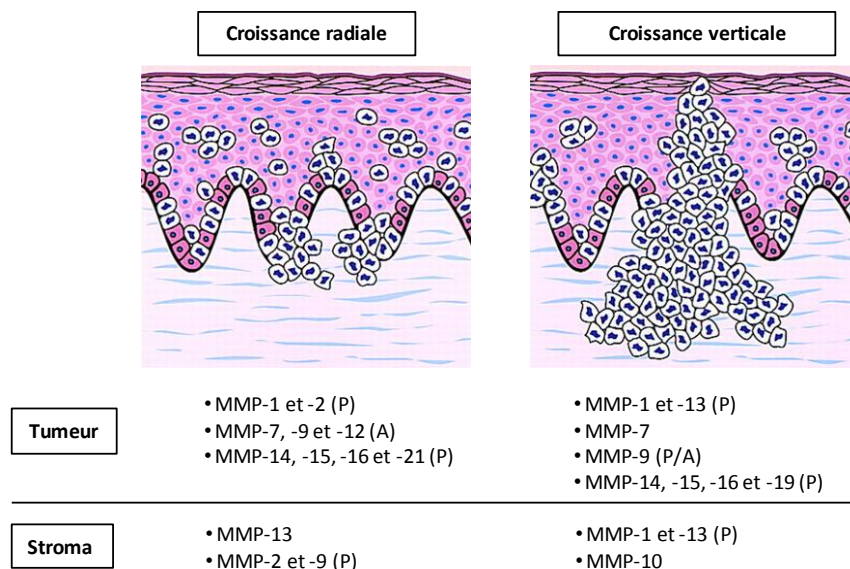 Croissance radiale
Croissance verticale
Tumeur
• MMP-1 et -2 (P)
• MMP-7, -9 et -12 (A)
• MMP-14, -15, -16 et -21 (P)
• MMP-1 et -13 (P)
• MMP-7
• MMP-9 (P/A)
• MMP-14, -15, -16 et -19 (P)
Stroma
• MMP-13
• MMP-2 et -9 (P)
• MMP-1 et -13 (P)
• MMP-10